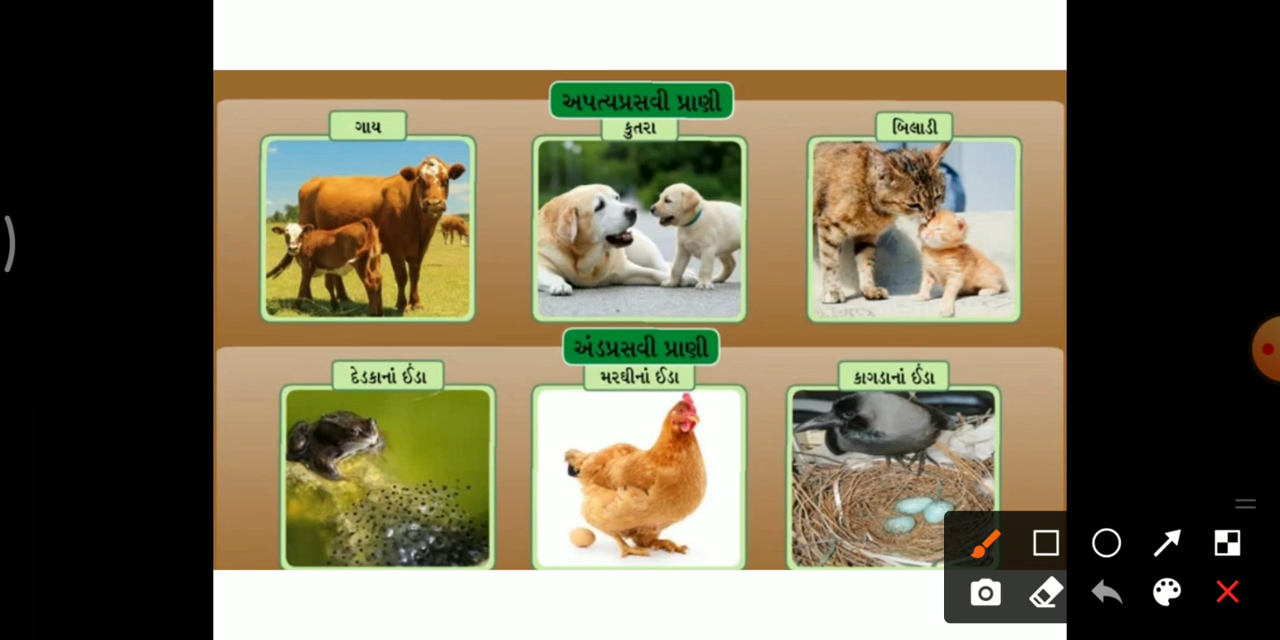 અપત્યપ્રસવી પ્રાણી
ગાય
કુતરા
બિલાડી
અંડપ્રસવી પ્રાણી
દેડકાનાં ઈંડા
મરઘીનાં ઈંડા
કાગડાનાં ઈંડા